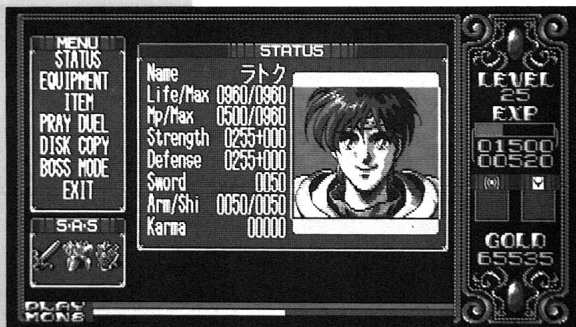 MENU
STATUS
EQUIPMENT
ITEM
PRAY DUEL
DISK COPY
BOSS MODE
EXIT
S・A・S
STATUS
Name ラトク
Life/Max 0960/0960
Mp/Max 0500/0960
Strength 0255+000
Defense 0255+000
Sword 0050
Arm/Shi 0050/0050
Karma 00000
LEVEL
25
EXP
01500
00520
GOLD
65535
PLAY
MONS